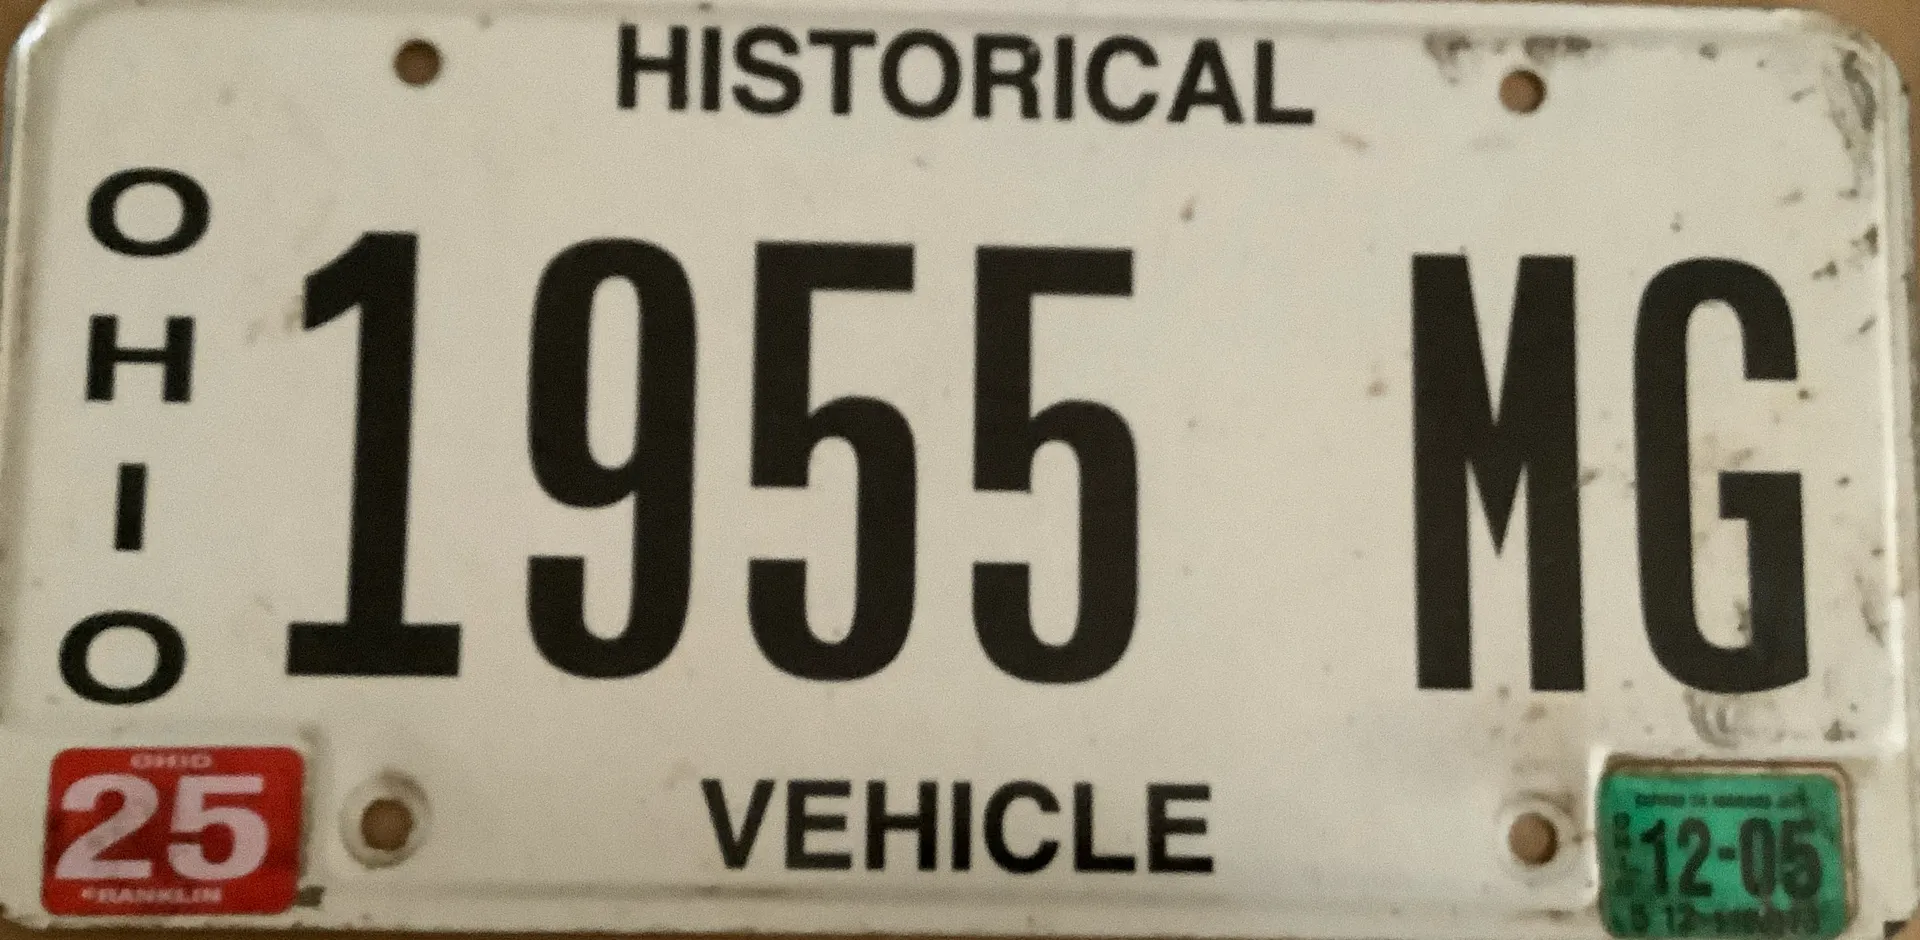 HISTORICAL
OHIO
1955 MG
VEHICLE
OHIO
25
FRANKLIN
12-05